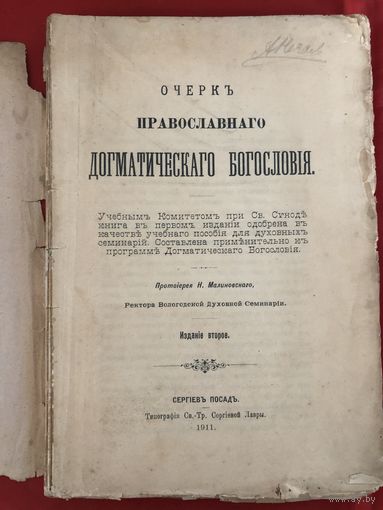 ОЧЕРКЪ
ПРАВОСЛАВНАГО
ДОГМАТИЧЕСКАГО БОГОСЛОВІЯ.
Учебнымъ Комитетомъ при Св. Сѵнодѣ
книга въ первомъ изданіи одобрена въ
качествѣ учебнаго пособія для духовныхъ
семинарій. Составлена примѣнительно къ
программѣ Догматическаго Богословія.
Протоіерея Н. Малиновскаго,
Ректора Вологодской Духовной Семинаріи.
Изданіе второе.
СЕРГІЕВЪ ПОСАДЪ.
Типографія Св.-Тр. Сергіевой Лавры.
1911.
ay.by